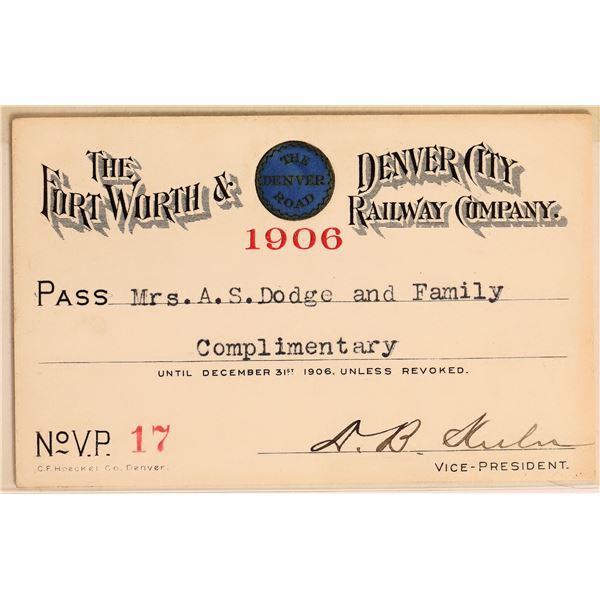 THE FORT WORTH & DENVER CITY RAILWAY COMPANY.
THE DENVER ROAD
1906
PASS Mrs. A. S. Dodge and Family
Complimentary
UNTIL DECEMBER 31ST 1906, UNLESS REVOKED.
No V.P. 17
C.F. Hoeckel Co. Denver.
VICE-PRESIDENT.